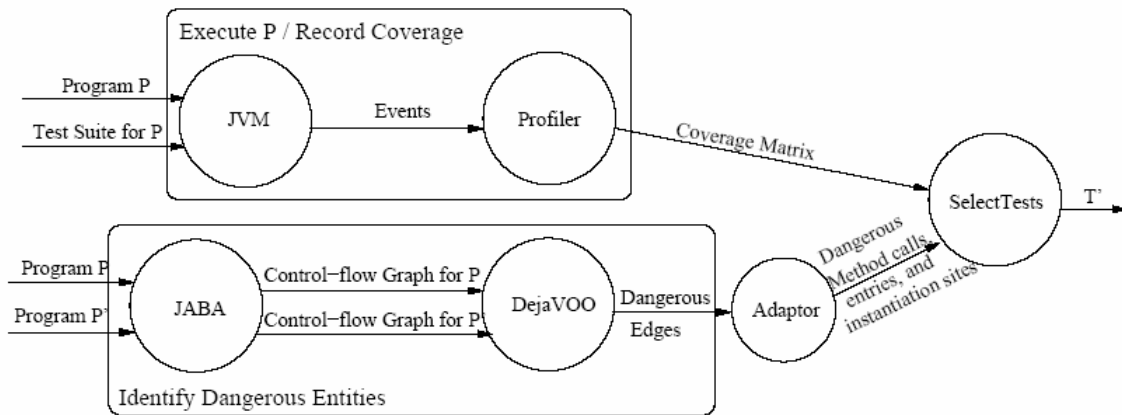 Execute P / Record Coverage
Program P
Test Suite for P
JVM
Events
Profiler
Coverage Matrix
SelectTests
T'
Program P
Program P'
JABA
Control-flow Graph for P
Control-flow Graph for P
DejaVOO
Dangerous
Edges
Adaptor
Dangerous
Method calls,
entries, and
instantiation sites
Identify Dangerous Entities